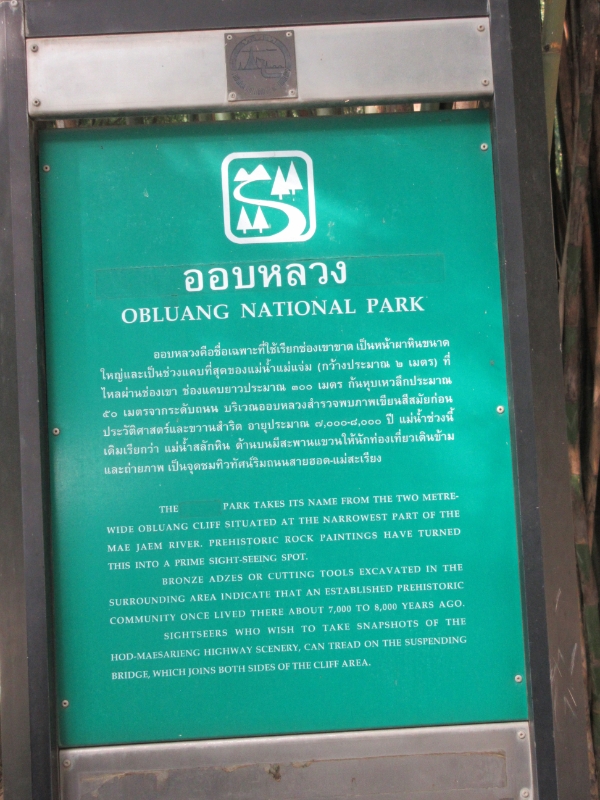 ออบหลวง
OBLUANG NATIONAL PARK
ออบหลวงคือชื่อเฉพาะที่ใช้เรียกช่องเขาขาด เป็นหน้าผาหินขนาด
ใหญ่และเป็นช่วงแคบที่สุดของแม่น้ำแม่แจ่ม (กว้างประมาณ ๒ เมตร) ที่
ไหลผ่านช่องเขา ช่องแคบยาวประมาณ ๓๐๐ เมตร ก้นหุบเหวลึกประมาณ
๕๐ เมตรจากระดับถนน บริเวณออบหลวงสำรวจพบภาพเขียนสีสมัยก่อน
ประวัติศาสตร์และขวานสำริด อายุประมาณ ๗,๐๐๐-๘,๐๐๐ ปี แม่น้ำช่วงนี้
เดิมเรียกว่า แม่น้ำสลักหิน ด้านบนมีสะพานแขวนให้นักท่องเที่ยวเดินข้าม
และถ่ายภาพ เป็นจุดชมทิวทัศน์ริมถนนสายฮอด-แม่สะเรียง
THE PARK TAKES ITS NAME FROM THE TWO METRE-
WIDE OBLUANG CLIFF SITUATED AT THE NARROWEST PART OF THE
MAE JAEM RIVER. PREHISTORIC ROCK PAINTINGS HAVE TURNED
THIS INTO A PRIME SIGHT-SEEING SPOT.
BRONZE ADZES OR CUTTING TOOLS EXCAVATED IN THE
SURROUNDING AREA INDICATE THAT AN ESTABLISHED PREHISTORIC
COMMUNITY ONCE LIVED THERE ABOUT 7,000 TO 8,000 YEARS AGO.
SIGHTSEERS WHO WISH TO TAKE SNAPSHOTS OF THE
HOD-MAESARIENG HIGHWAY SCENERY, CAN TREAD ON THE SUSPENDING
BRIDGE, WHICH JOINS BOTH SIDES OF THE CLIFF AREA.